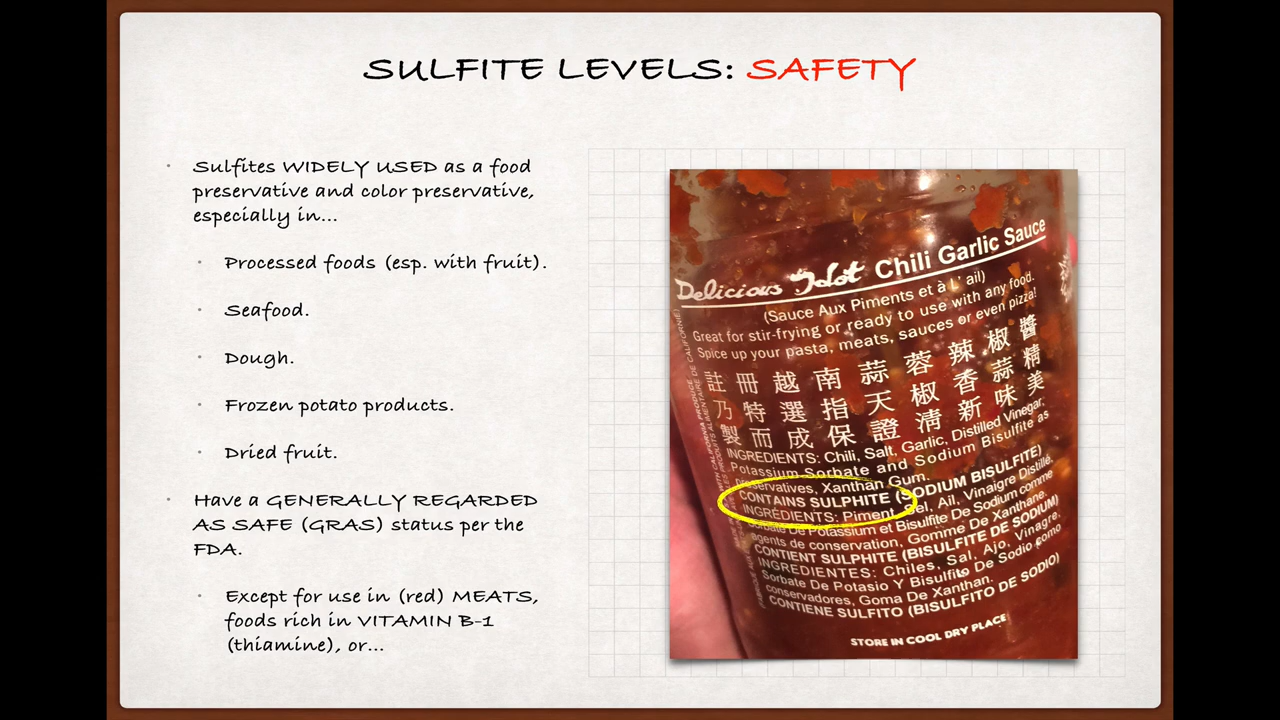 SULFITE LEVELS: SAFETY
Sulfites WIDELY USED as a food
preservative and color preservative,
especially in...
Processed foods (esp. with fruit).
Seafood.
Dough.
Frozen potato products.
Dried fruit.
Have a GENERALLY REGARDED
AS SAFE (GRAS) status per the
FDA.
Except for use in (red) MEATS,
foods rich in VITAMIN B-1
(thiamine), or...
Delicious Hot Chili Garlic Sauce
(Sauce Aux Piments et à L' ail)
Great for stir-frying or ready to use with any food.
Spice up your pasta, meats, sauces or even pizza!
註冊越南蒜蓉辣椒醬
乃特選指天椒香蒜精
製而成保證清新味美
INGREDIENTS: Chili, Salt, Garlic, Distilled Vinegar,
Potassium Sorbate and Sodium Bisulfite as
preservatives, Xanthan Gum.
CONTAINS SULPHITE (SODIUM BISULFITE)
INGRÉDIENTS: Piment, Sel, Ail, Vinaigre Distillé,
Sorbate De Potassium et Bisulfite De Sodium comme
agents de conservation, Gomme De Xanthane.
CONTIENT SULPHITE (BISULFITE DE SODIUM)
INGREDIENTES: Chiles, Sal, Ajo, Vinagre,
Sorbato De Potasio Y Bisulfito De Sodio como
conservadores, Goma De Xanthan.
CONTIENE SULFITO (BISULFITO DE SODIO)
STORE IN COOL DRY PLACE